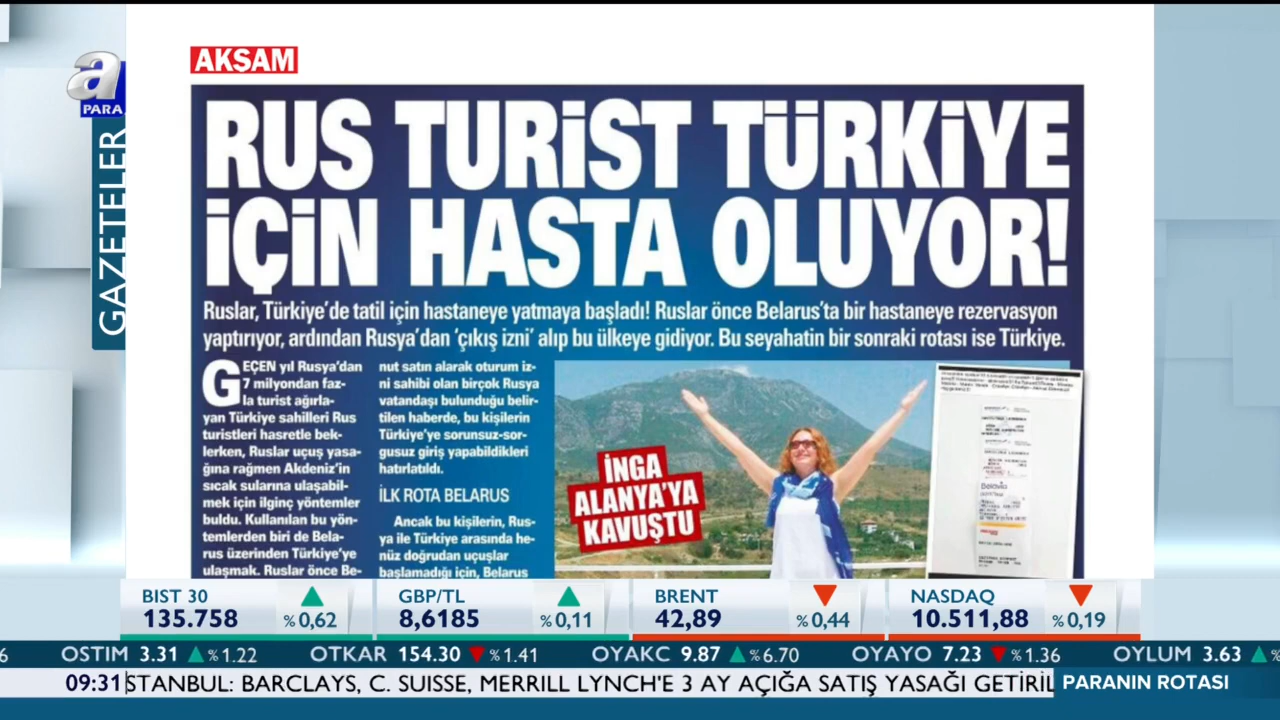 AKŞAM
a
PARA
GAZETELER
RUS TURİST TÜRKİYE
İÇİN HASTA OLUYOR!
Ruslar, Türkiye’de tatil için hastaneye yatmaya başladı! Ruslar önce Belarus’ta bir hastaneye rezervasyon
yaptırıyor, ardından Rusya’dan ‘çıkış izni’ alıp bu ülkeye gidiyor. Bu seyahatin bir sonraki rotası ise Türkiye.
GEÇEN yıl Rusya’dan
7 milyondan faz-
la turist ağırla-
yan Türkiye sahilleri Rus
turistleri hasretle bek-
lerken, Ruslar uçuş yasa-
ğına rağmen Akdeniz’in
sıcak sularına ulaşabil-
mek için ilginç yöntemler
buldu. Kullanılan bu yön-
temlerden biri de Bela-
rus üzerinden Türkiye’ye
ulaşmak. Ruslar önce Be-
nut satın alarak oturum iz-
ni sahibi olan birçok Rusya
vatandaşı bulunduğu belir-
tilen haberde, bu kişilerin
Türkiye’ye sorunsuz-sor-
gusuz giriş yapabildikleri
hatırlatıldı.
İLK ROTA BELARUS
Ancak bu kişilerin, Rus-
ya ile Türkiye arasında he-
nüz doğrudan uçuşlar
başlamadığı için, Belarus
İNGA
ALANYA’YA
KAVUŞTU
Belavia
BIST 30
135.758
%0,62
GBP/TL
8,6185
%0,11
BRENT
42,89
%0,44
NASDAQ
10.511,88
%0,19
6 OSTIM 3.31 %1.22 OTKAR 154.30 %1.41 OYAKC 9.87 %6.70 OYAYO 7.23 %1.36 OYLUM 3.63 %
09:31 İSTANBUL: BARCLAYS, C. SUISSE, MERRILL LYNCH'E 3 AY AÇIĞA SATIŞ YASAĞI GETİRİL
PARANIN ROTASI